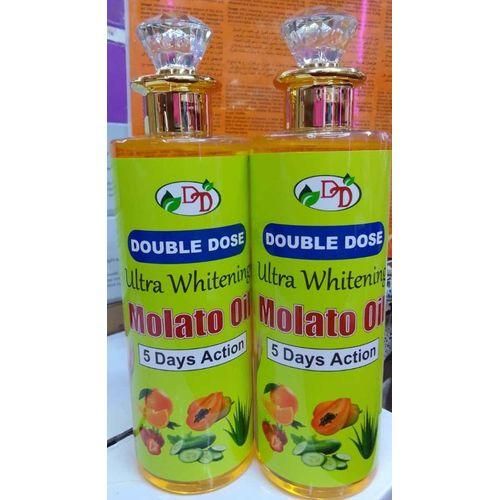 DD
DOUBLE DOSE
Ultra Whitening
Molato Oil
5 Days Action
DD
DOUBLE DOSE
Ultra Whitening
Molato Oil
5 Days Action